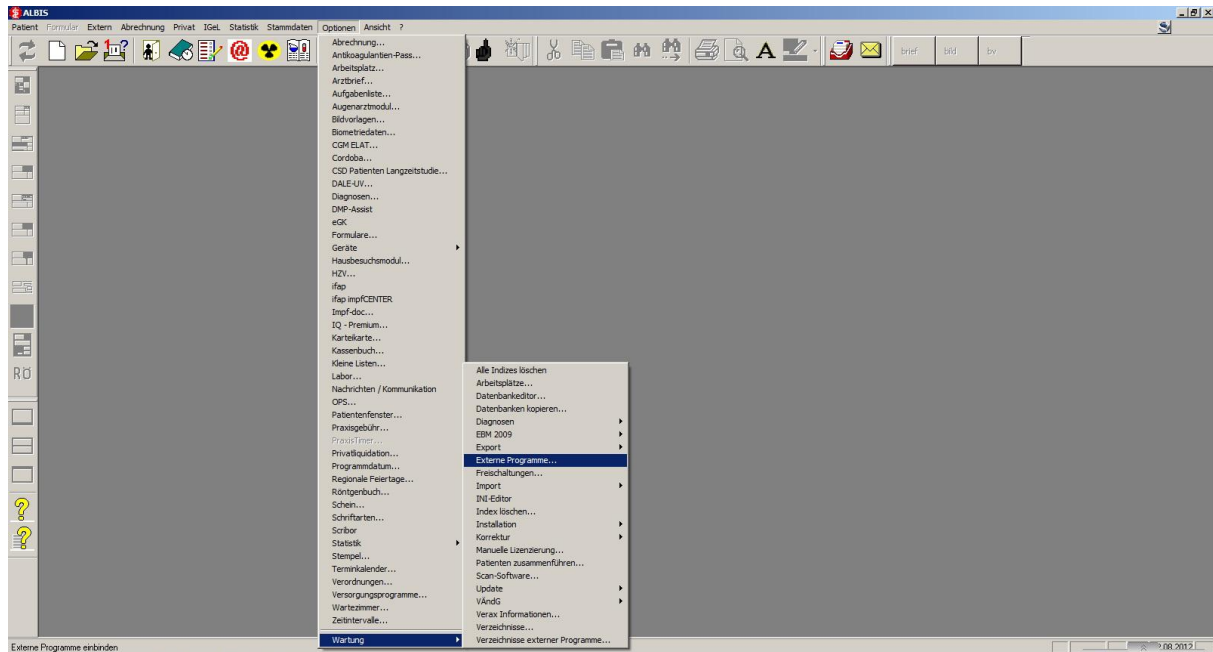 ALBIS
Patient Formular Extern Abrechnung Privat IGeL Statistik Stammdaten Optionen Ansicht ?
brief bild bv
Abrechnung...
Antikoagulantien-Pass...
Arbeitsplatz...
Arztbrief...
Aufgabenliste...
Augenarztmodul...
Bildvorlagen...
Biometriedaten...
CGM ELAT...
Cordoba...
CSD Patienten Langzeitstudie...
DALE-UV...
Diagnosen...
DMP-Assist
eGK
Formulare...
Geräte
Hausbesuchsmodul...
HZV...
ifap
ifap impfCENTER
Impf-doc...
IQ - Premium...
Karteikarte...
Kassenbuch...
Kleine Listen...
Labor...
Nachrichten / Kommunikation
OPS...
Patientenfenster...
Praxisgebühr...
PraxisTimer...
Privatliquidation...
Programmdatum...
Regionale Feiertage...
Röntgenbuch...
Schein...
Schriftarten...
Scribor
Statistik
Stempel...
Terminkalender...
Verordnungen...
Versorgungsprogramme...
Wartezimmer...
Zeitintervalle...
Wartung
Alle Indizes löschen
Arbeitsplätze...
Datenbankeditor...
Datenbanken kopieren...
Diagnosen
EBM 2009
Export
Externe Programme...
Freischaltungen...
Import
INI-Editor
Index löschen...
Installation
Korrektur
Manuelle Lizenzierung...
Patienten zusammenführen...
Scan-Software...
Update
VÄndG
Verax Informationen...
Verzeichnisse...
Verzeichnisse externer Programme...
RÖ
Externe Programme einbinden
.08.2012